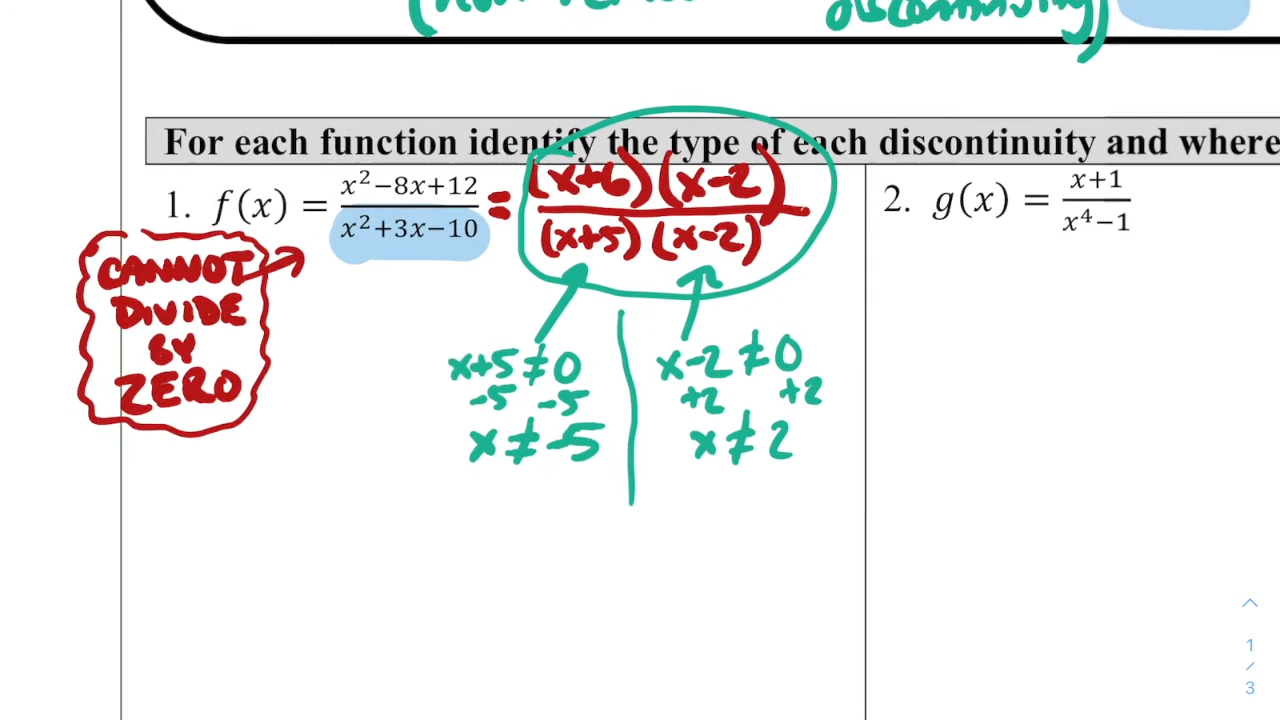 discontinuity)
For each function identify the type of each discontinuity and where
1. f(x) = x²−8x+12 / x²+3x−10 = (x+6)(x−2) / (x+5)(x−2)
2. g(x) = x+1 / x⁴−1
CANNOT
DIVIDE
BY
ZERO
x+5≠0
-5 -5
x≠-5
x-2≠0
+2 +2
x≠2
1
/
3